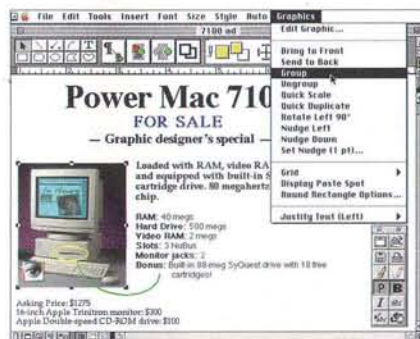 File Edit Tools Insert Font Size Style Auto Graphics
7100 ad
Edit Graphic...
Bring to Front
Send to Back
Group
Ungroup
Quick Scale
Quick Duplicate
Rotate Left 90°
Nudge Left
Nudge Down
Set Nudge (1 pt)...
Grid
Display Paste Spot
Round Rectangle Options...
Justify Text (Left)
Power Mac 710
FOR SALE
— Graphic designer's special —
Loaded with RAM, video RA
and equipped with built-in S
cartridge drive. 80 megahertz
chip.
RAM: 40 megs
Hard Drive: 500 megs
Video RAM: 2 megs
Slots: 3 NuBus
Monitor jacks: 2
Bonus: Built-in 88-meg SyQuest drive with 18 free
cartridges!
Asking Price: $1275
16-inch Apple Trinitron monitor: $300
Apple Double-speed CD-ROM drive: $100
P B
I abc
abc